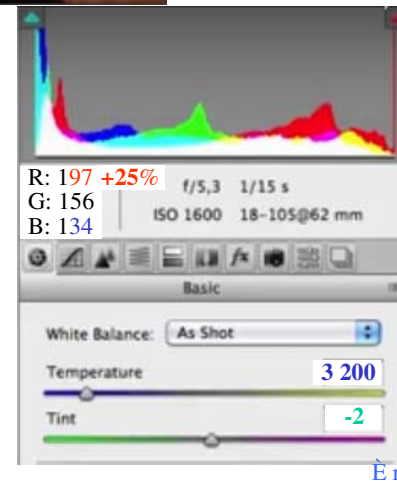 R: 197 +25%
G: 156
B: 134
f/5,3 1/15 s
ISO 1600 18-105@62 mm
fx
Basic
White Balance: As Shot
Temperature 3 200
Tint -2
È